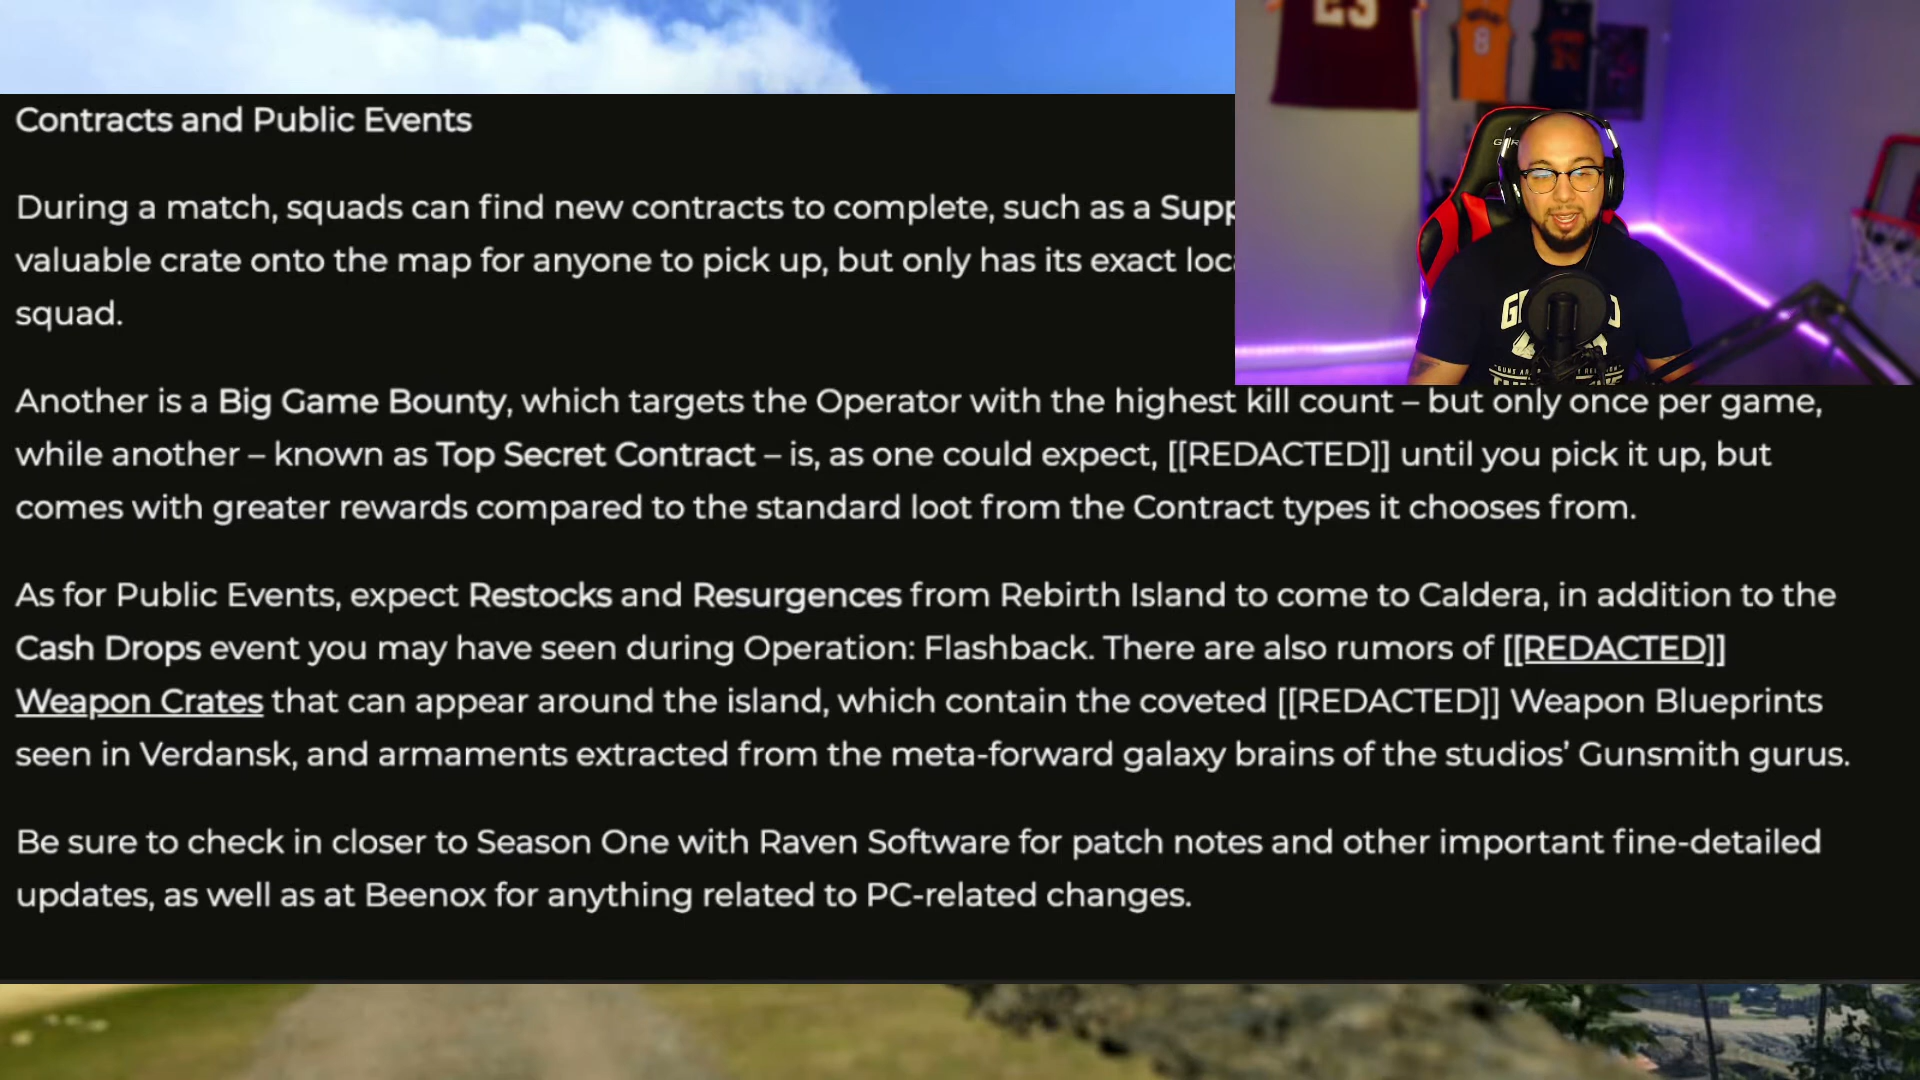 Contracts and Public Events
During a match, squads can find new contracts to complete, such as a
valuable crate onto the map for anyone to pick up, but only has its exact
squad.
Another is a Big Game Bounty, which targets the Operator with the highest kill count – but only once per game,
while another – known as Top Secret Contract – is, as one could expect, [[REDACTED]] until you pick it up, but
comes with greater rewards compared to the standard loot from the Contract types it chooses from.
As for Public Events, expect Restocks and Resurgences from Rebirth Island to come to Caldera, in addition to the
Cash Drops event you may have seen during Operation: Flashback. There are also rumors of [[REDACTED]]
Weapon Crates that can appear around the island, which contain the coveted [[REDACTED]] Weapon Blueprints
seen in Verdansk, and armaments extracted from the meta-forward galaxy brains of the studios’ Gunsmith gurus.
Be sure to check in closer to Season One with Raven Software for patch notes and other important fine-detailed
updates, as well as at Beenox for anything related to PC-related changes.
23
8